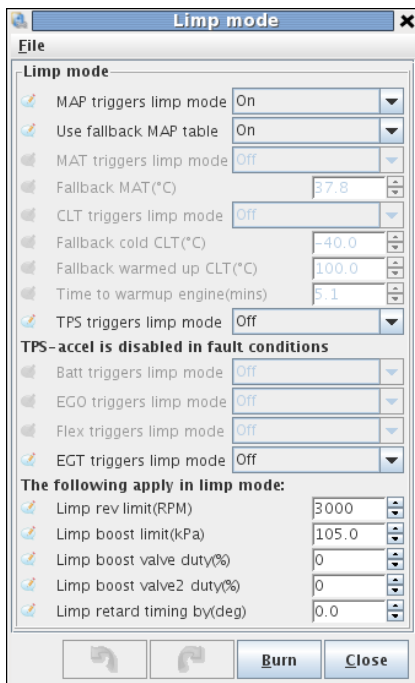 Limp mode
File
Limp mode
MAP triggers limp mode On
Use fallback MAP table On
MAT triggers limp mode Off
Fallback MAT(°C) 37.8
CLT triggers limp mode Off
Fallback cold CLT(°C) -40.0
Fallback warmed up CLT(°C) 100.0
Time to warmup engine(mins) 5.1
TPS triggers limp mode Off
TPS-accel is disabled in fault conditions
Batt triggers limp mode Off
EGO triggers limp mode Off
Flex triggers limp mode Off
EGT triggers limp mode Off
The following apply in limp mode:
Limp rev limit(RPM) 3000
Limp boost limit(kPa) 105.0
Limp boost valve duty(%) 0
Limp boost valve2 duty(%) 0
Limp retard timing by(deg) 0.0
Burn Close